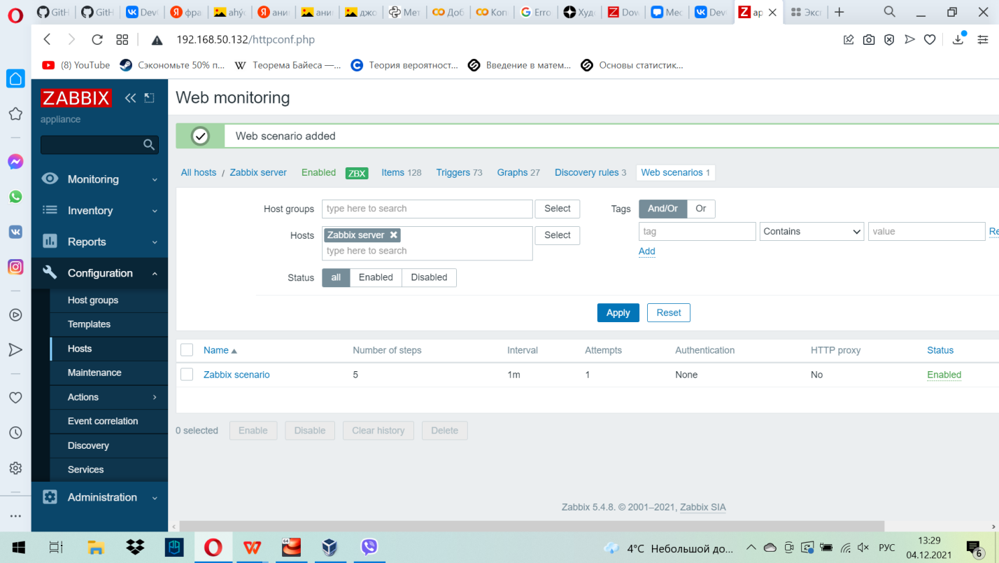 GitH
GitH
Dev
фра
ahýc
ани
ани
джо
Мет
Доб
Коп
Erro
Худ
Dow
Мес
Dev
ap
Экс
192.168.50.132/httpconf.php
(8) YouTube
Сэкономьте 50% п...
Теорема Байеса —...
Теория вероятност...
Введение в матем...
Основы статистик...
ZABBIX
appliance
Monitoring
Inventory
Reports
Configuration
Host groups
Templates
Hosts
Maintenance
Actions
Event correlation
Discovery
Services
Administration
Web monitoring
Web scenario added
All hosts / Zabbix server Enabled ZBX Items 128 Triggers 73 Graphs 27 Discovery rules 3 Web scenarios 1
Host groups type here to search Select Tags And/Or Or
Hosts Zabbix server Select tag Contains value Re
type here to search Add
Status all Enabled Disabled
Apply Reset
Name Number of steps Interval Attempts Authentication HTTP proxy Status
Zabbix scenario 5 1m 1 None No Enabled
0 selected Enable Disable Clear history Delete
Zabbix 5.4.8. © 2001–2021, Zabbix SIA
64
4°C Небольшой до...
РУС
13:29
04.12.2021
6